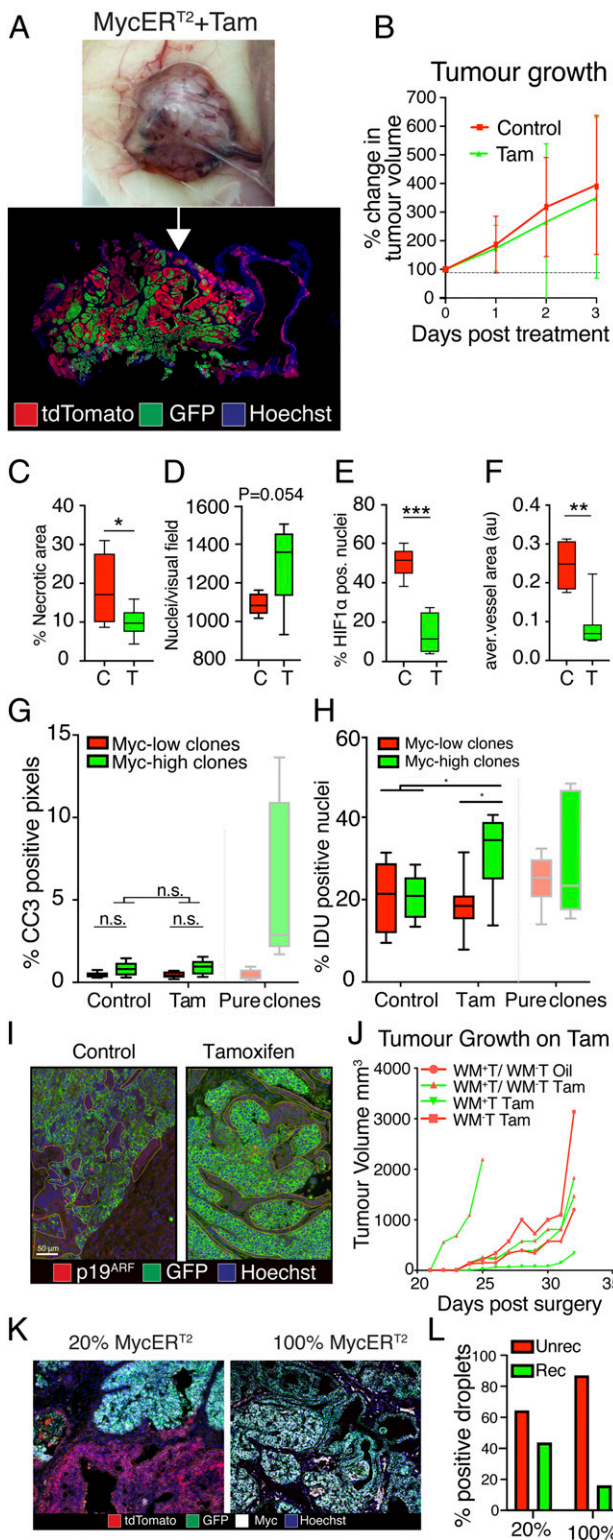 A
MycER^T2+Tam
tdTomato GFP Hoechst
B
Tumour growth
% change in
tumour volume
700
600
500
400
300
200
100
0
Control
Tam
0 1 2 3
Days post treatment
C
% Necrotic area
40
30
20
10
0
*
C T
D
Nuclei/visual field
P=0.054
1600
1400
1200
1000
800
600
C T
E
% HIF1α pos. nuclei
80
60
40
20
0
***
C T
F
aver.vessel area (au)
0.4
0.3
0.2
0.1
0
**
C T
G
% CC3 positive pixels
15
10
5
0
Myc-low clones
Myc-high clones
n.s.
n.s. n.s.
Control Tam Pure clones
H
% IDU positive nuclei
60
40
20
0
Myc-low clones
Myc-high clones
*
*
Control Tam Pure clones
I
Control Tamoxifen
50 µm
p19^ARF GFP Hoechst
J
Tumour Growth on Tam
Tumour Volume mm³
4000
3000
2000
1000
0
WM⁺T/ WM⁻T Oil
WM⁺T/ WM⁻T Tam
WM⁺T Tam
WM⁻T Tam
20 25 30 35
Days post surgery
K
20% MycER^T2 100% MycER^T2
tdTomato GFP Myc Hoechst
L
% positive droplets
100
80
60
40
20
0
Unrec
Rec
20% 100%